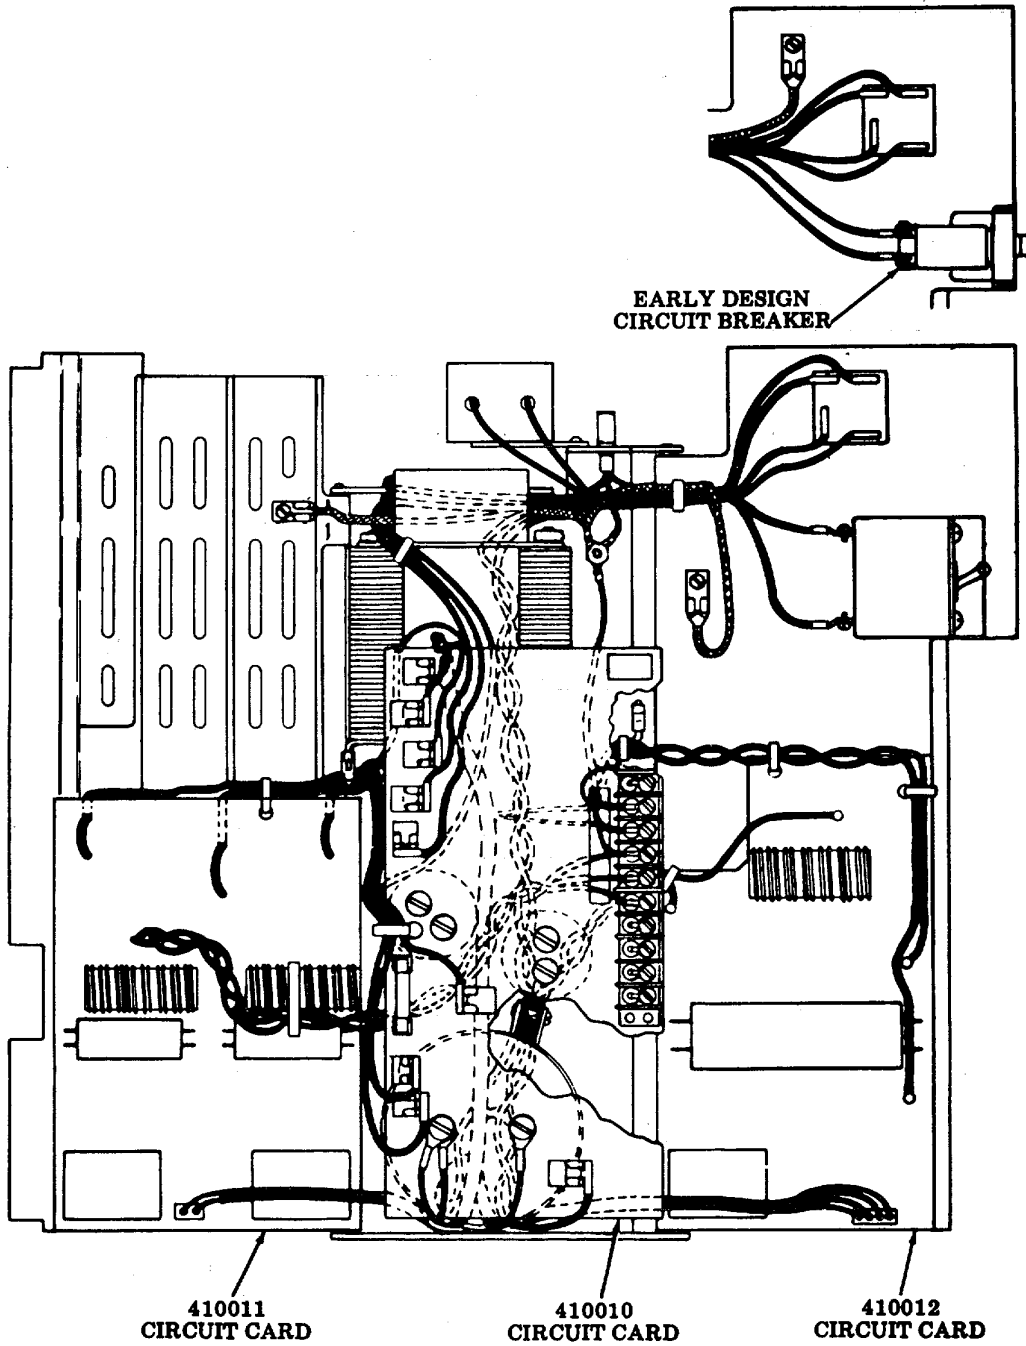 EARLY DESIGN
CIRCUIT BREAKER
410011
CIRCUIT CARD
410010
CIRCUIT CARD
410012
CIRCUIT CARD